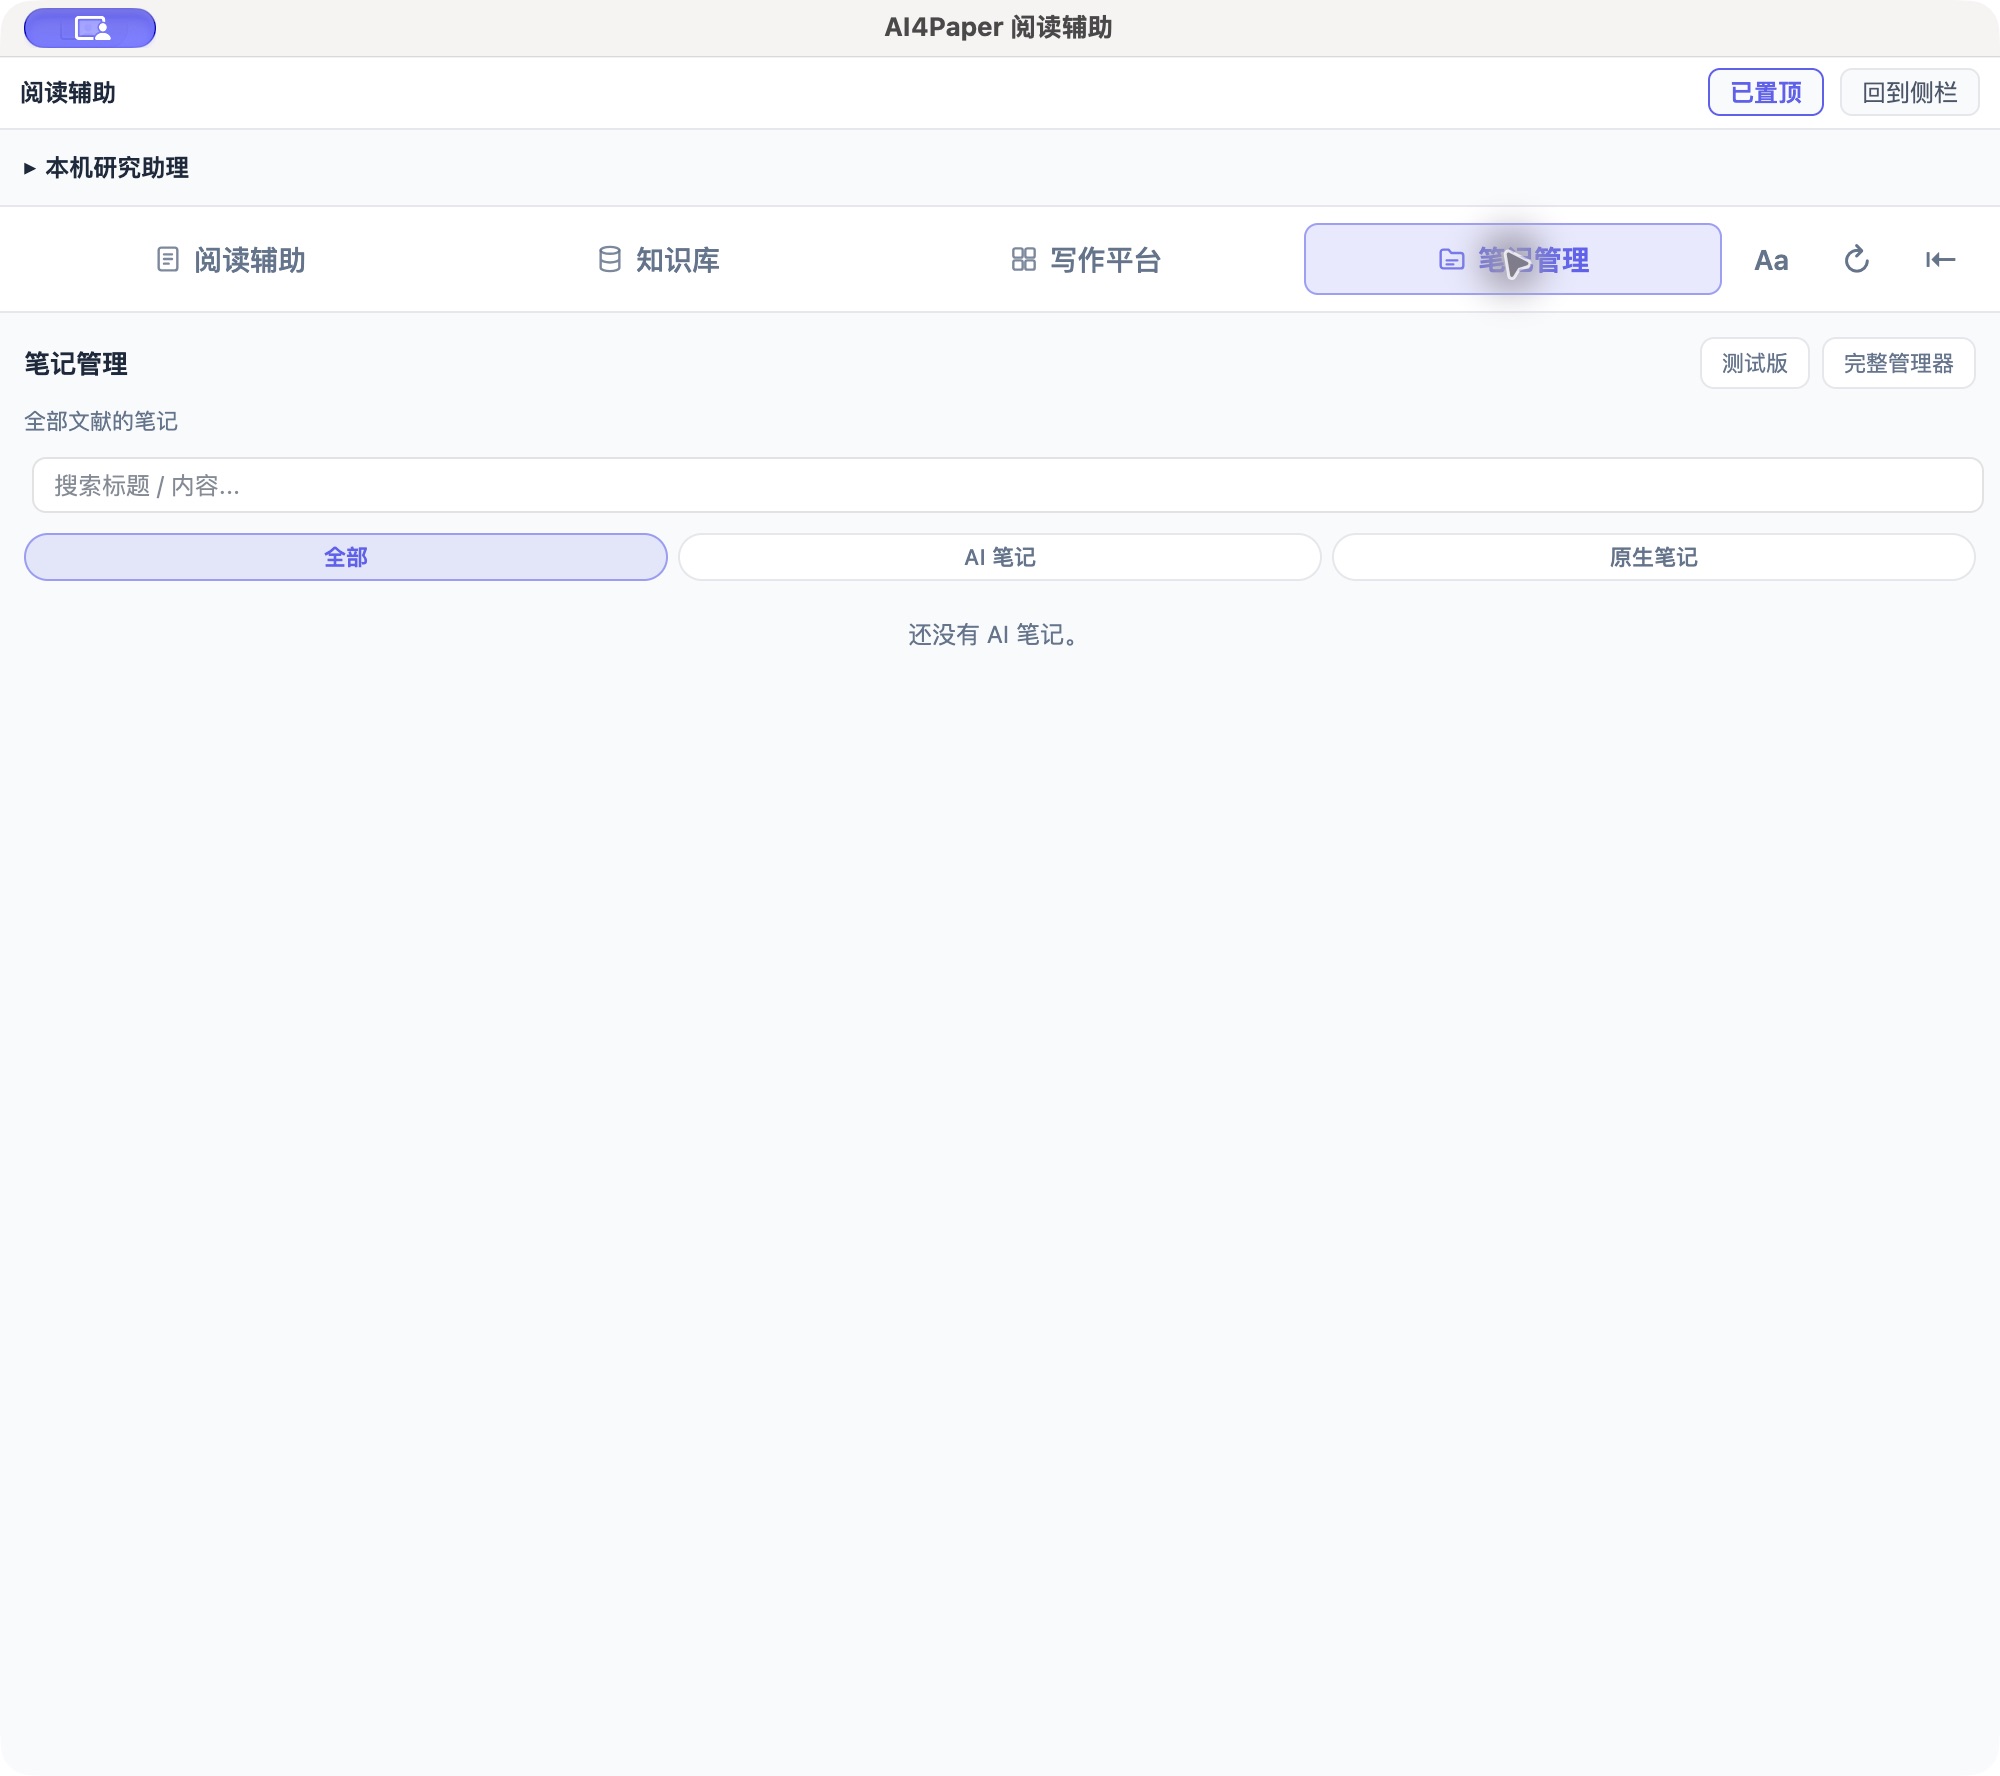 AI4Paper 阅读辅助
阅读辅助
已置顶
回到侧栏
▸ 本机研究助理
阅读辅助
知识库
写作平台
笔记管理
Aa
笔记管理
测试版
完整管理器
全部文献的笔记
搜索标题 / 内容...
全部
AI 笔记
原生笔记
还没有 AI 笔记。